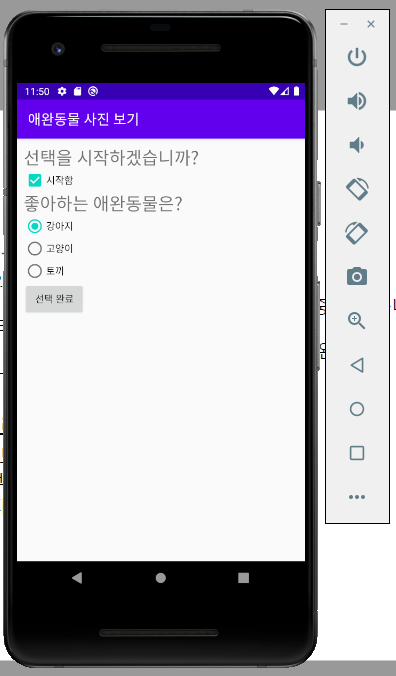 11:50
애완동물 사진 보기
선택을 시작하겠습니까?
시작함
좋아하는 애완동물은?
강아지
고양이
토끼
선택 완료